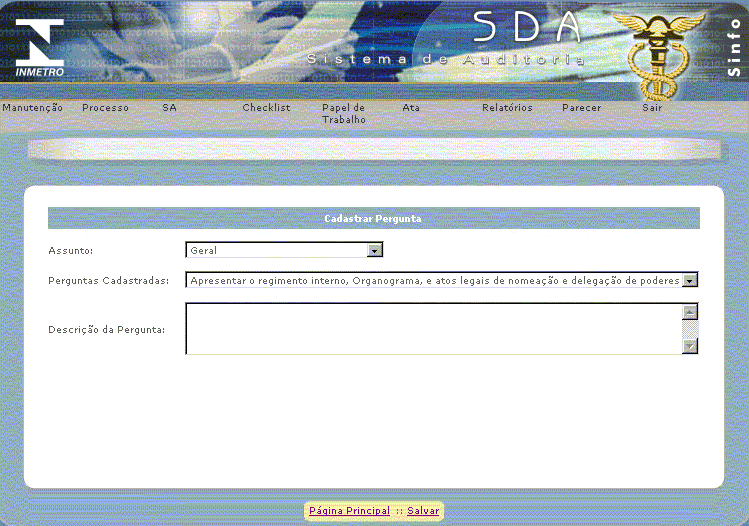 SDA
Sistema de Auditoria
INMETRO
Sinfo
Manutenção Processo SA Checklist Papel de Trabalho Ata Relatórios Parecer Sair
Cadastrar Pergunta
Assunto: Geral
Perguntas Cadastradas: Apresentar o regimento interno, Organograma, e atos legais de nomeação e delegação de poderes
Descrição da Pergunta:
Página Principal :: Salvar